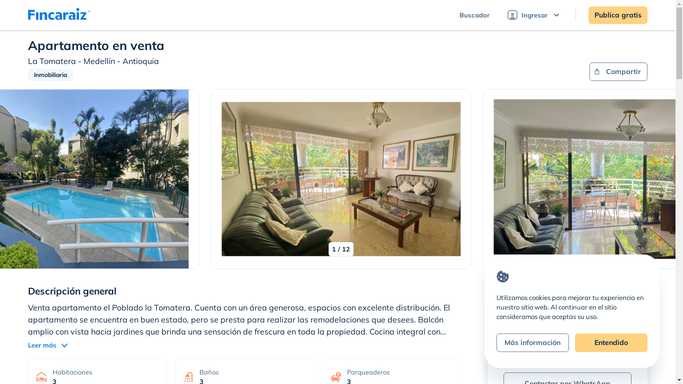 Fincaraiz
Buscador
Ingresar
Publica gratis
Apartamento en venta
La Tomatera - Medellín - Antioquia
Inmobiliaria
Compartir
1 / 12
Descripción general
Venta apartamento el Poblado la Tomatera. Cuenta con un área generosa, espacios con excelente distribución. El
apartamento se encuentra en buen estado, pero se presta para realizar las remodelaciones que desees. Balcón
amplio con vista hacia jardines que brinda una sensación de frescura en toda la propiedad. Cocina integral con...
Leer más
Habitaciones
3
Baños
3
Parqueaderos
3
Utilizamos cookies para mejorar tu experiencia en
nuestro sitio web. Al continuar en el sitio
consideramos que aceptas su uso.
Más información
Entendido
Contactar por WhatsApp